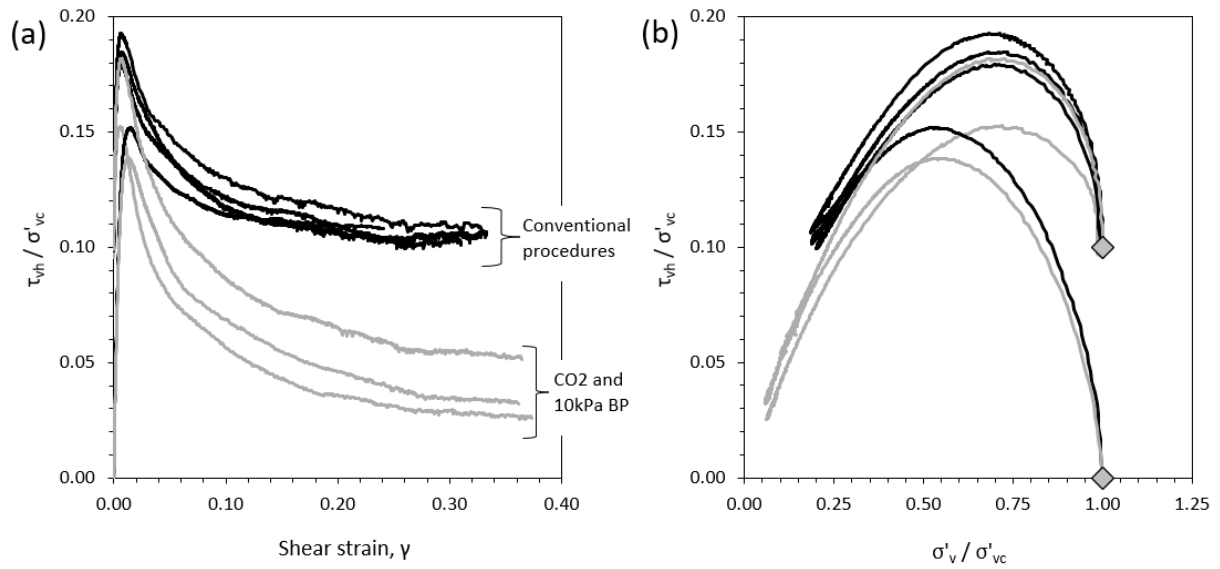 (a)
0.20
0.15
0.10
0.05
0.00
τvh / σ'vc
0.00 0.10 0.20 0.30 0.40
Shear strain, γ
Conventional
procedures
CO2 and
10kPa BP
(b)
0.20
0.15
0.10
0.05
0.00
τvh / σ'vc
0.00 0.25 0.50 0.75 1.00 1.25
σ'v / σ'vc